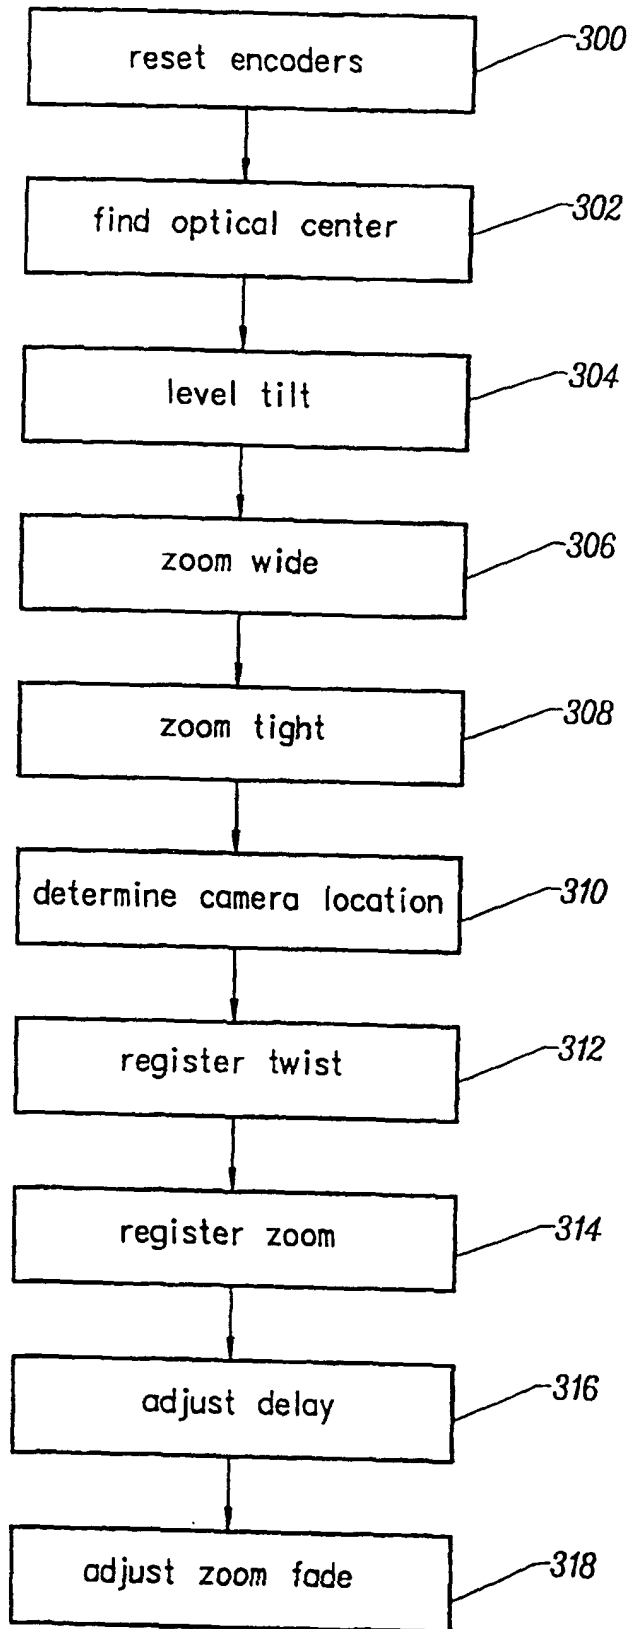 reset encoders
300
find optical center
302
level tilt
304
zoom wide
306
zoom tight
308
determine camera location
310
register twist
312
register zoom
314
adjust delay
316
adjust zoom fade
318